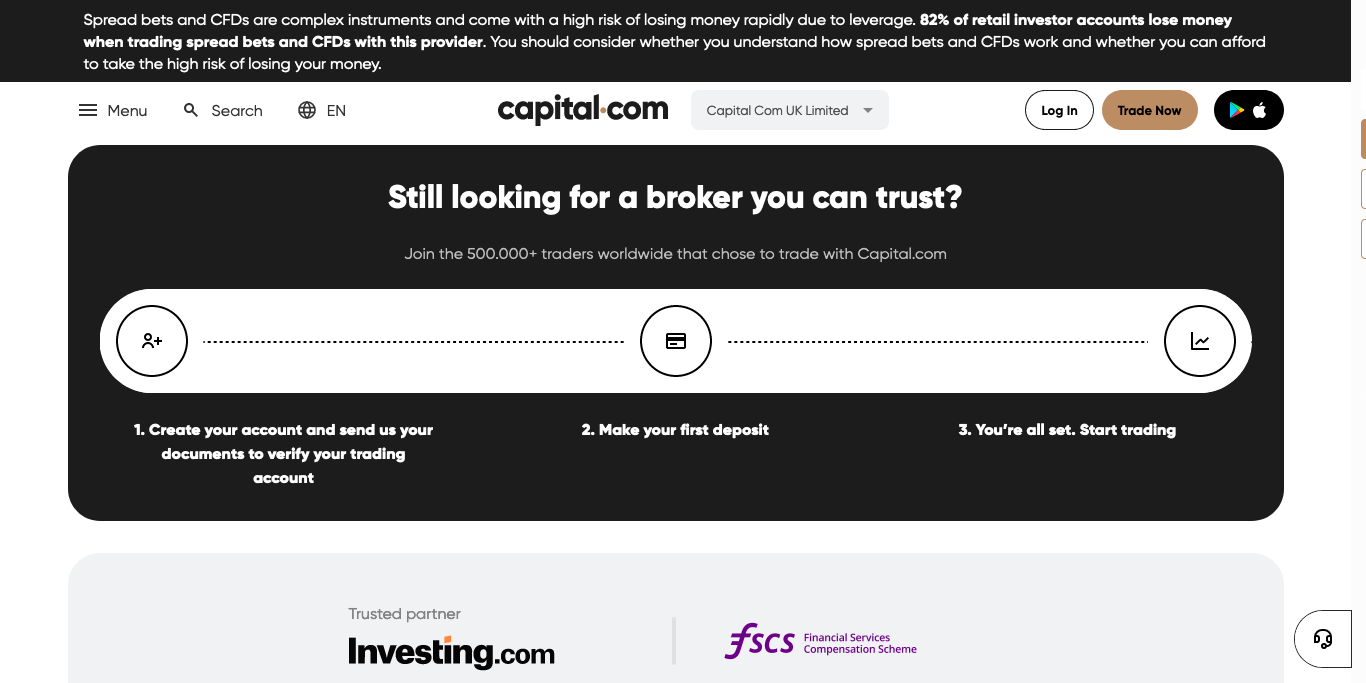 Spread bets and CFDs are complex instruments and come with a high risk of losing money rapidly due to leverage. 82% of retail investor accounts lose money
when trading spread bets and CFDs with this provider. You should consider whether you understand how spread bets and CFDs work and whether you can afford
to take the high risk of losing your money.
Menu
Search
EN
capital.com
Capital Com UK Limited
Log In
Trade Now
Still looking for a broker you can trust?
Join the 500.000+ traders worldwide that chose to trade with Capital.com
1. Create your account and send us your
documents to verify your trading
account
2. Make your first deposit
3. You’re all set. Start trading
Trusted partner
Investing.com
fscs
Financial Services
Compensation Scheme